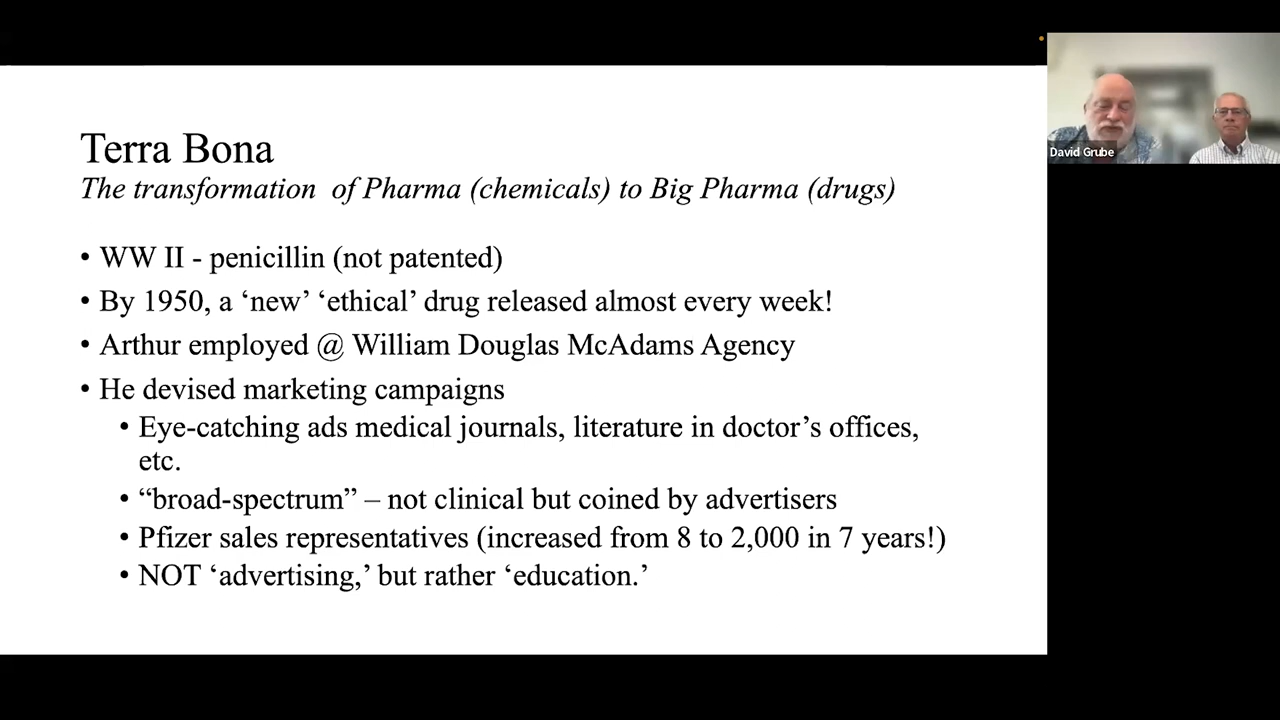 Terra Bona
The transformation of Pharma (chemicals) to Big Pharma (drugs)
• WW II - penicillin (not patented)
• By 1950, a ‘new’ ‘ethical’ drug released almost every week!
• Arthur employed @ William Douglas McAdams Agency
• He devised marketing campaigns
• Eye-catching ads medical journals, literature in doctor’s offices,
etc.
• “broad-spectrum” – not clinical but coined by advertisers
• Pfizer sales representatives (increased from 8 to 2,000 in 7 years!)
• NOT ‘advertising,’ but rather ‘education.’
David Grube